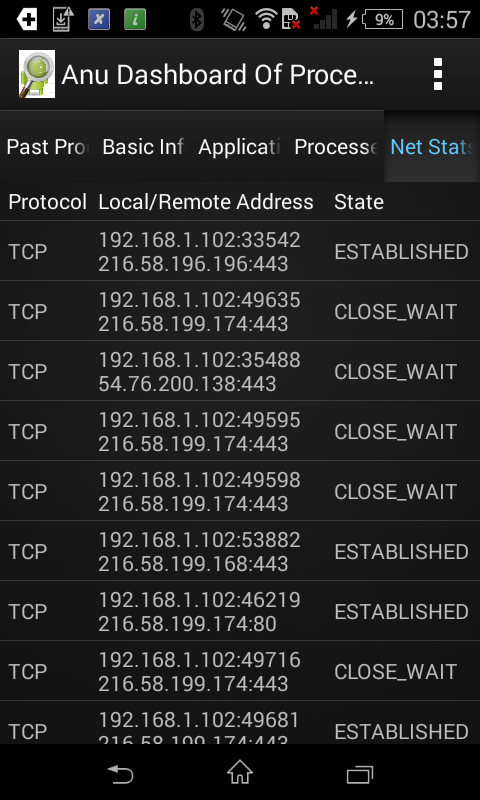 9% 03:57
Anu Dashboard Of Proce...
Past Pro Basic Inf Applicati Processe Net Stats
Protocol Local/Remote Address State
TCP 192.168.1.102:33542 ESTABLISHED
216.58.196.196:443
TCP 192.168.1.102:49635 CLOSE_WAIT
216.58.199.174:443
TCP 192.168.1.102:35488 CLOSE_WAIT
54.76.200.138:443
TCP 192.168.1.102:49595 CLOSE_WAIT
216.58.199.174:443
TCP 192.168.1.102:49598 CLOSE_WAIT
216.58.199.174:443
TCP 192.168.1.102:53882 ESTABLISHED
216.58.199.168:443
TCP 192.168.1.102:46219 ESTABLISHED
216.58.199.174:80
TCP 192.168.1.102:49716 CLOSE_WAIT
216.58.199.174:443
TCP 192.168.1.102:49681 ESTABLISHED
216.58.199.174:443